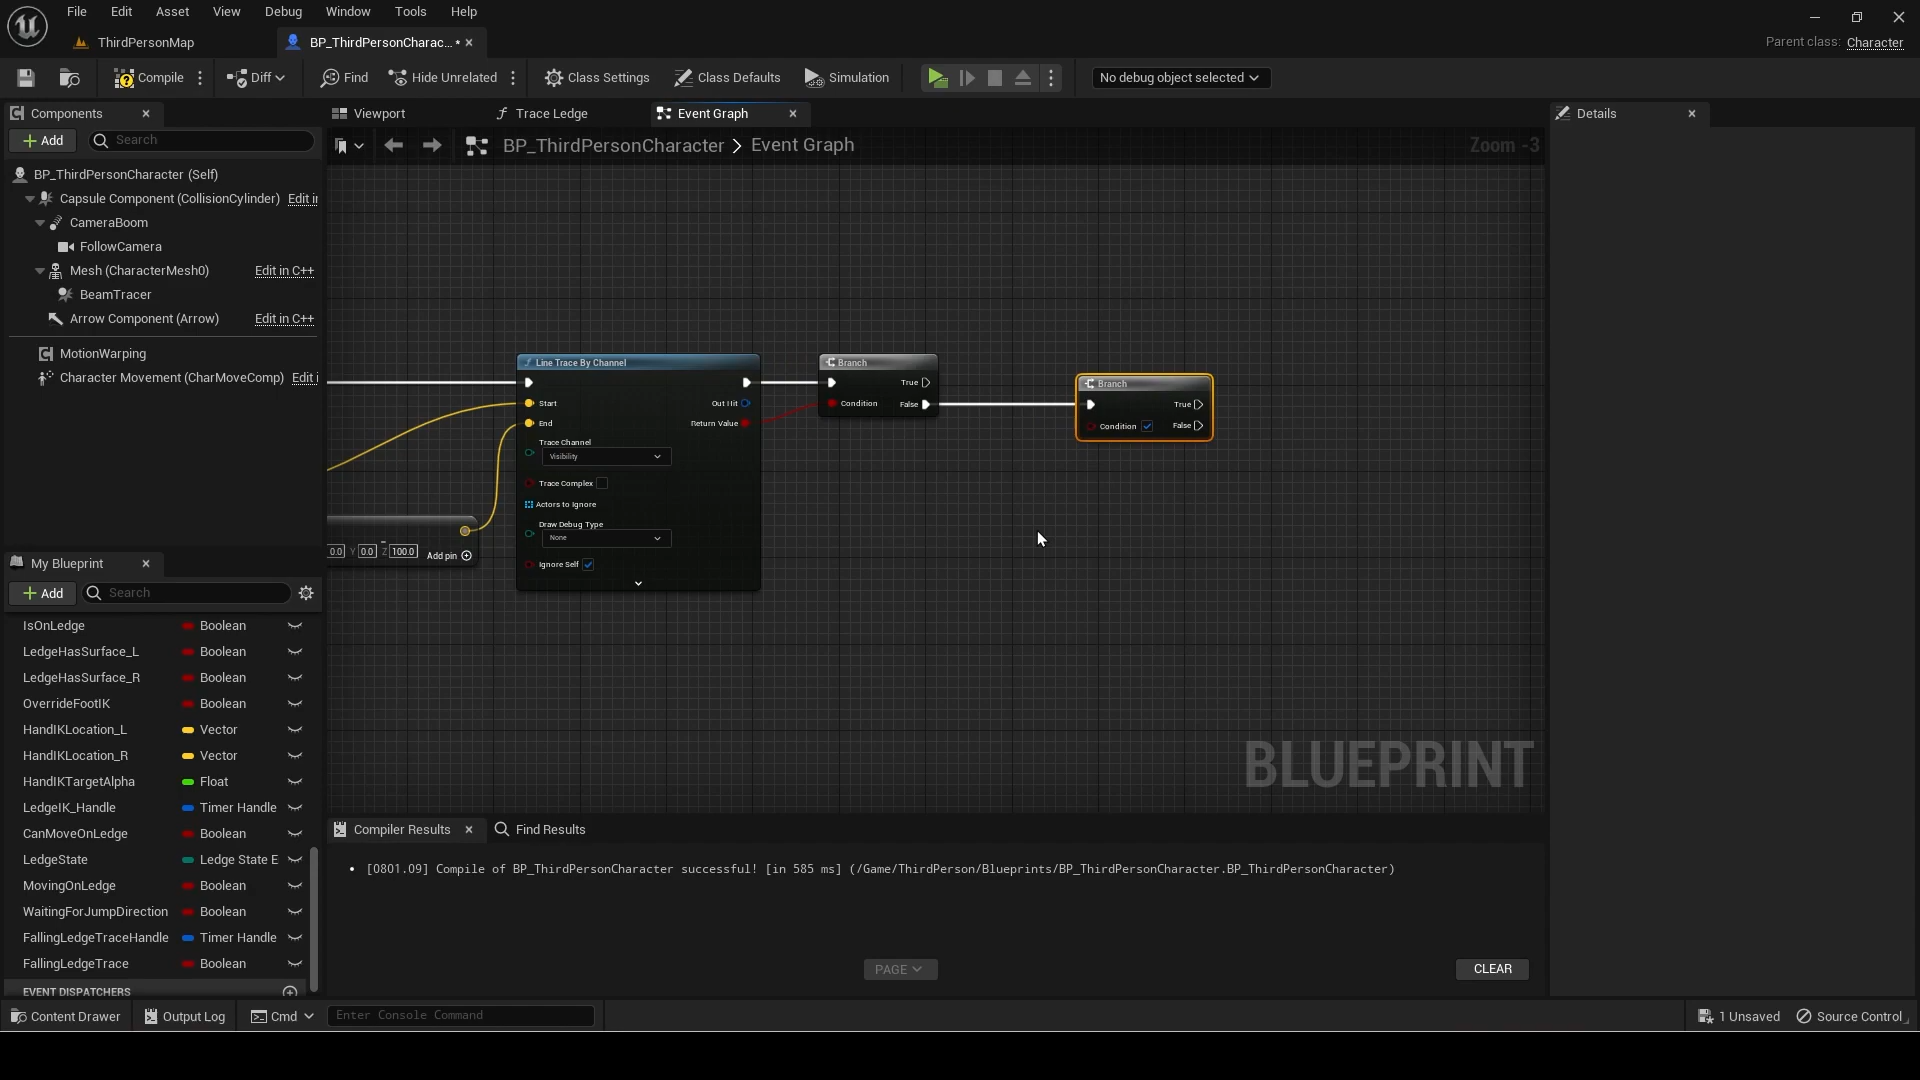 File Edit Asset View Debug Window Tools Help
ThirdPersonMap
BP_ThirdPersonCharac... *
Parent class: Character
Compile
Diff
Find
Hide Unrelated
Class Settings
Class Defaults
Simulation
No debug object selected
Components
Viewport
Trace Ledge
Event Graph
Details
Add
Search
BP_ThirdPersonCharacter > Event Graph
Zoom -3
BP_ThirdPersonCharacter (Self)
Capsule Component (CollisionCylinder) Edit i
CameraBoom
FollowCamera
Mesh (CharacterMesh0) Edit in C++
BeamTracer
Arrow Component (Arrow) Edit in C++
MotionWarping
Character Movement (CharMoveComp) Edit i
Line Trace By Channel
Start
Out Hit
End
Return Value
Trace Channel
Visibility
Trace Complex
Actors to Ignore
Draw Debug Type
None
Ignore Self
0.0 Y 0.0 Z 100.0
Add pin
Branch
True
Condition
False
Branch
True
Condition
False
BLUEPRINT
My Blueprint
Add
Search
IsOnLedge Boolean
LedgeHasSurface_L Boolean
LedgeHasSurface_R Boolean
OverrideFootIK Boolean
HandIKLocation_L Vector
HandIKLocation_R Vector
HandIKTargetAlpha Float
LedgeIK_Handle Timer Handle
CanMoveOnLedge Boolean
LedgeState Ledge State E
MovingOnLedge Boolean
WaitingForJumpDirection Boolean
FallingLedgeTraceHandle Timer Handle
FallingLedgeTrace Boolean
EVENT DISPATCHERS
Compiler Results
Find Results
[0801.09] Compile of BP_ThirdPersonCharacter successful! [in 585 ms] (/Game/ThirdPerson/Blueprints/BP_ThirdPersonCharacter.BP_ThirdPersonCharacter)
PAGE
CLEAR
Content Drawer
Output Log
Cmd
Enter Console Command
1 Unsaved
Source Control